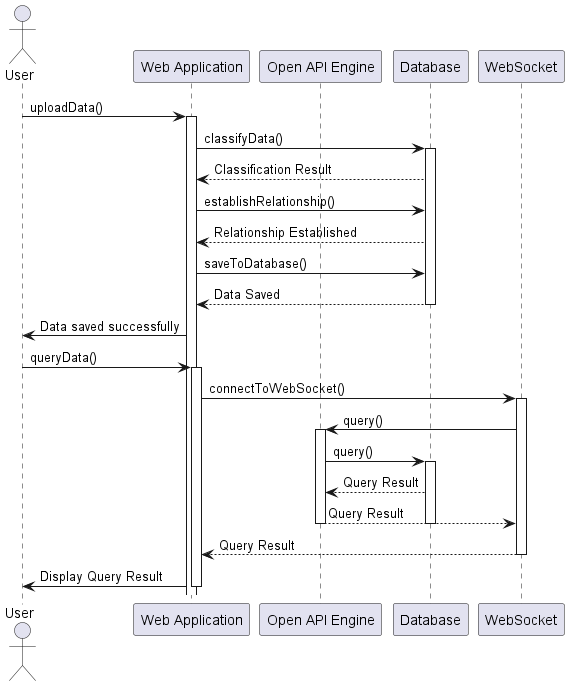 User
Web Application
Open API Engine
Database
WebSocket
uploadData()
classifyData()
Classification Result
establishRelationship()
Relationship Established
saveToDatabase()
Data Saved
Data saved successfully
queryData()
connectToWebSocket()
query()
query()
Query Result
Query Result
Query Result
Display Query Result
User
Web Application
Open API Engine
Database
WebSocket